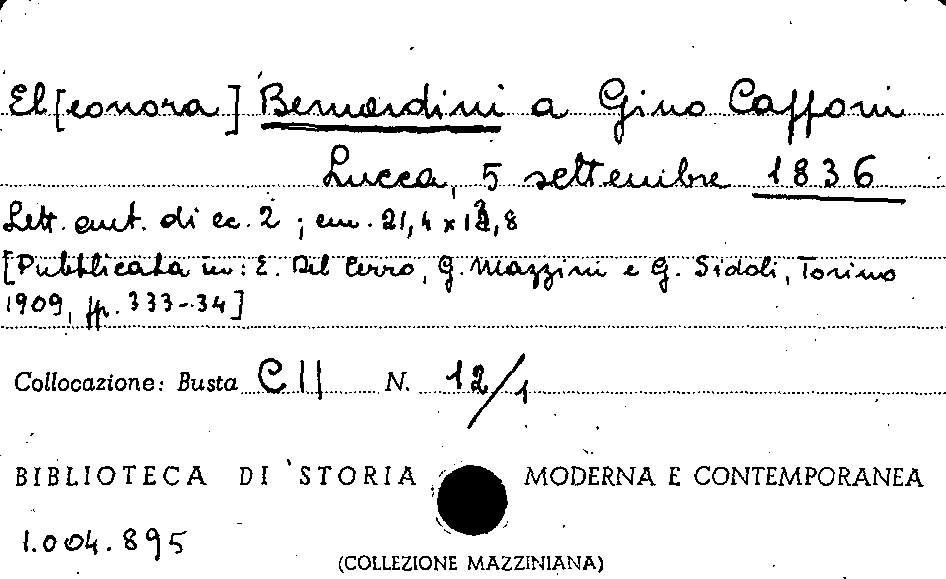 El[eonora] Bernardini a Gino Capponi
Lucca, 5 settembre 1836
Lett. aut. di cc. 2 ; cm. 21,4 x 13,8
[Pubblicata in: E. Del Cerro, G. Mazzini e G. Sidoli, Torino
1909, pp. 333-34]
Collocazione: Busta CII N. 12/1
BIBLIOTECA DI STORIA MODERNA E CONTEMPORANEA
1.004.895
(COLLEZIONE MAZZINIANA)